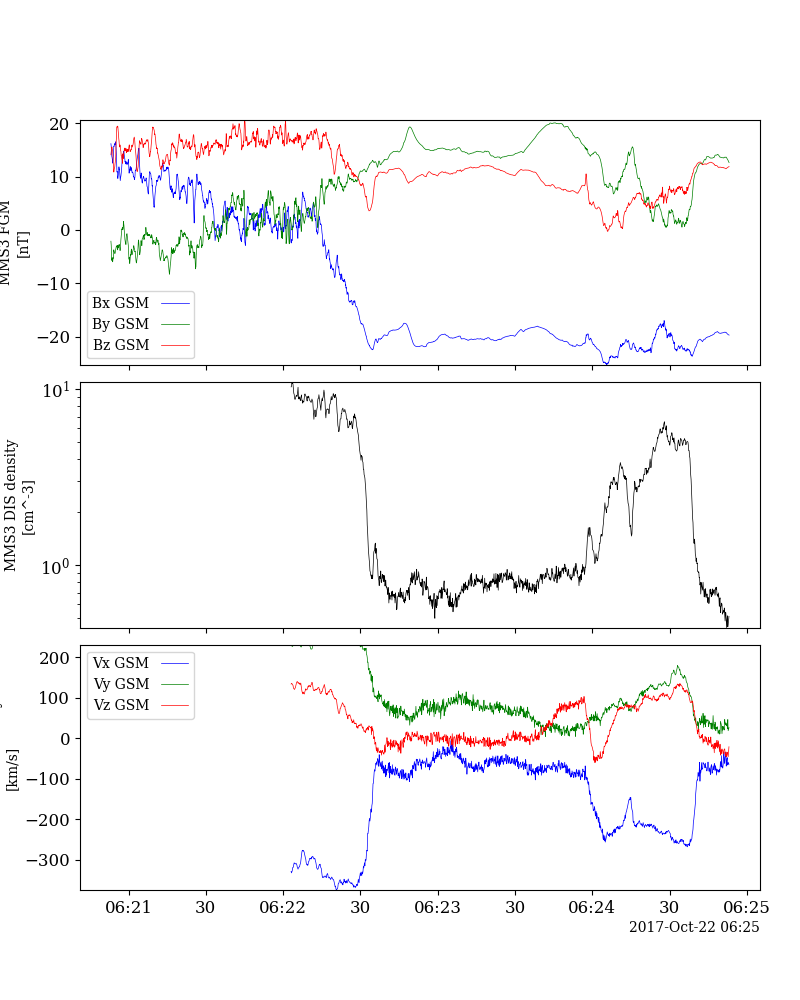 20
10
0
−10
−20
MMS3 FGM
[nT]
Bx GSM
By GSM
Bz GSM
10^1
10^0
MMS3 DIS density
[cm^-3]
200
100
0
−100
−200
−300
[km/s]
Vx GSM
Vy GSM
Vz GSM
06:21 30 06:22 30 06:23 30 06:24 30 06:25
2017-Oct-22 06:25